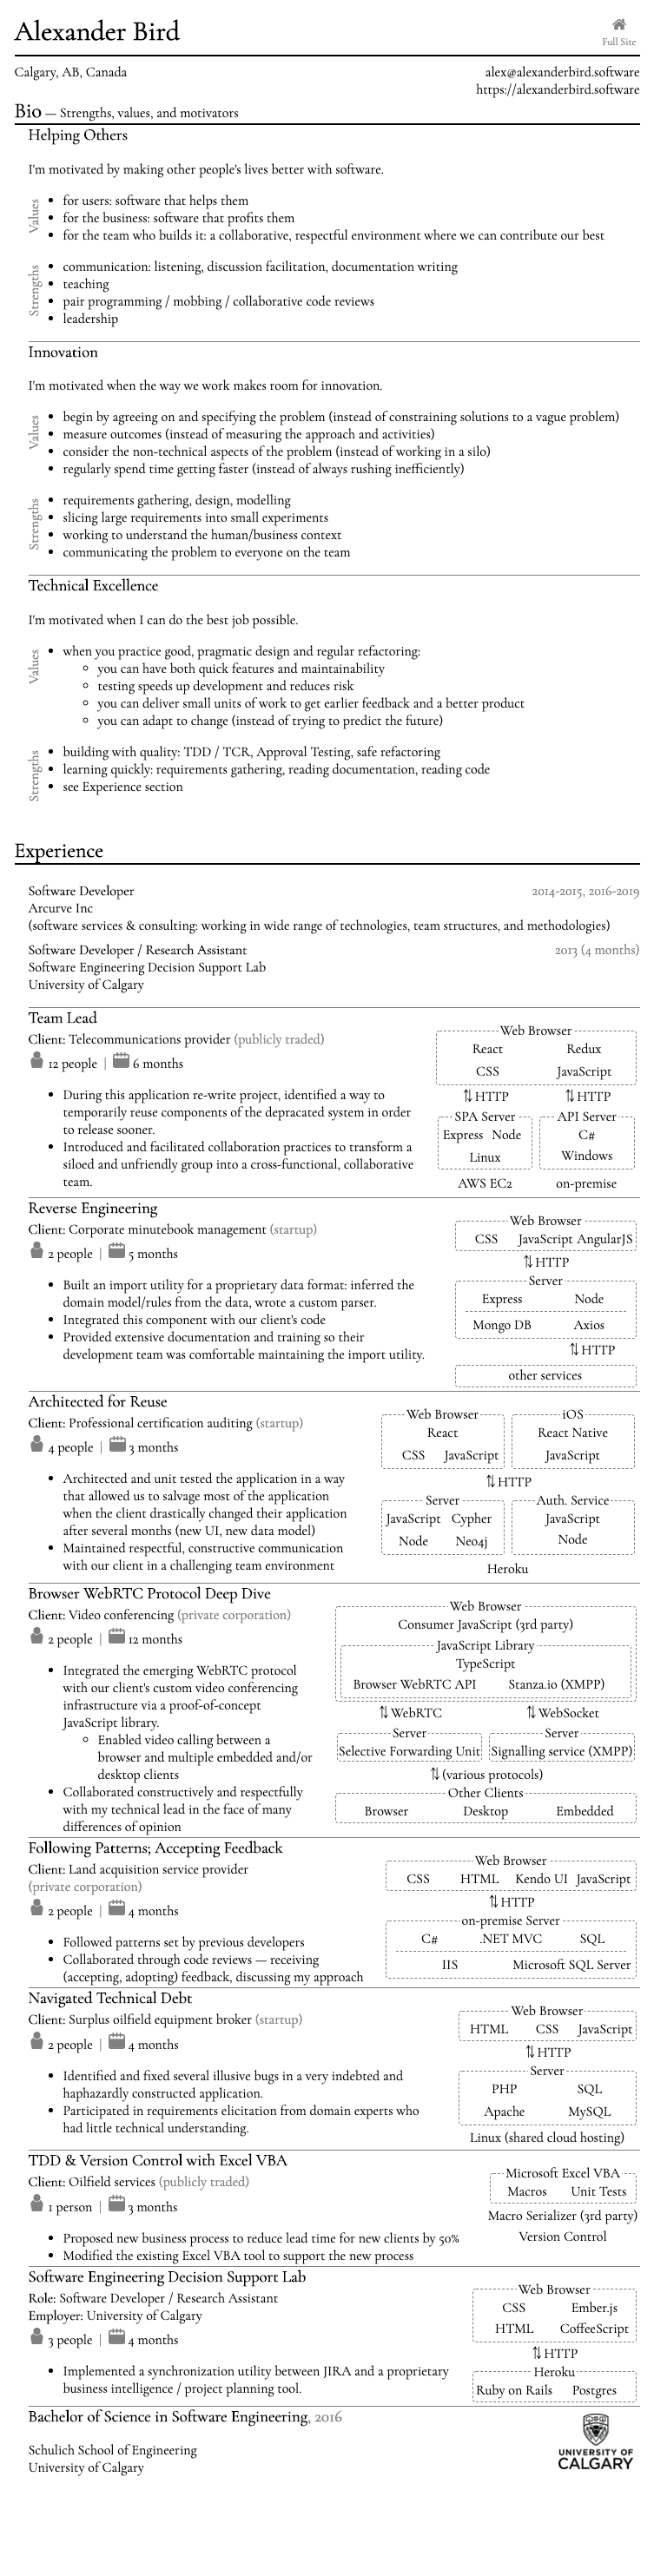 Alexander Bird
Full Site
Calgary, AB, Canada
alex@alexanderbird.software
https://alexanderbird.software
Bio — Strengths, values, and motivators
Helping Others
I'm motivated by making other people's lives better with software.
Values
• for users: software that helps them
• for the business: software that profits them
• for the team who builds it: a collaborative, respectful environment where we can contribute our best
Strengths
• communication: listening, discussion facilitation, documentation writing
• teaching
• pair programming / mobbing / collaborative code reviews
• leadership
Innovation
I'm motivated when the way we work makes room for innovation.
Values
• begin by agreeing on and specifying the problem (instead of constraining solutions to a vague problem)
• measure outcomes (instead of measuring the approach and activities)
• consider the non-technical aspects of the problem (instead of working in a silo)
• regularly spend time getting faster (instead of always rushing inefficiently)
Strengths
• requirements gathering, design, modelling
• slicing large requirements into small experiments
• working to understand the human/business context
• communicating the problem to everyone on the team
Technical Excellence
I'm motivated when I can do the best job possible.
Values
• when you practice good, pragmatic design and regular refactoring:
◦ you can have both quick features and maintainability
◦ testing speeds up development and reduces risk
◦ you can deliver small units of work to get earlier feedback and a better product
◦ you can adapt to change (instead of trying to predict the future)
Strengths
• building with quality: TDD / TCR, Approval Testing, safe refactoring
• learning quickly: requirements gathering, reading documentation, reading code
• see Experience section
Experience
Software Developer 2014-2015, 2016-2019
Arcurve Inc
(software services & consulting: working in wide range of technologies, team structures, and methodologies)
Software Developer / Research Assistant 2013 (4 months)
Software Engineering Decision Support Lab
University of Calgary
Team Lead
Client: Telecommunications provider (publicly traded)
12 people | 6 months
• During this application re-write project, identified a way to
temporarily reuse components of the depracated system in order
to release sooner.
• Introduced and facilitated collaboration practices to transform a
siloed and unfriendly group into a cross-functional, collaborative
team.
Web Browser
React Redux
CSS JavaScript
⇅ HTTP ⇅ HTTP
SPA Server API Server
Express Node C#
Linux Windows
AWS EC2 on-premise
Reverse Engineering
Client: Corporate minutebook management (startup)
2 people | 5 months
• Built an import utility for a proprietary data format: inferred the
domain model/rules from the data, wrote a custom parser.
• Integrated this component with our client's code
• Provided extensive documentation and training so their
development team was comfortable maintaining the import utility.
Web Browser
CSS JavaScript AngularJS
⇅ HTTP
Server
Express Node
Mongo DB Axios
⇅ HTTP
other services
Architected for Reuse
Client: Professional certification auditing (startup)
4 people | 3 months
• Architected and unit tested the application in a way
that allowed us to salvage most of the application
when the client drastically changed their application
after several months (new UI, new data model)
• Maintained respectful, constructive communication
with our client in a challenging team environment
Web Browser iOS
React React Native
CSS JavaScript JavaScript
⇅ HTTP
Server Auth. Service
JavaScript Cypher JavaScript
Node Neo4j Node
Heroku
Browser WebRTC Protocol Deep Dive
Client: Video conferencing (private corporation)
2 people | 12 months
• Integrated the emerging WebRTC protocol
with our client's custom video conferencing
infrastructure via a proof-of-concept
JavaScript library.
◦ Enabled video calling between a
browser and multiple embedded and/or
desktop clients
• Collaborated constructively and respectfully
with my technical lead in the face of many
differences of opinion
Web Browser
Consumer JavaScript (3rd party)
JavaScript Library
TypeScript
Browser WebRTC API Stanza.io (XMPP)
⇅ WebRTC ⇅ WebSocket
Server Server
Selective Forwarding Unit Signalling service (XMPP)
⇅ (various protocols)
Other Clients
Browser Desktop Embedded
Following Patterns; Accepting Feedback
Client: Land acquisition service provider
(private corporation)
2 people | 4 months
• Followed patterns set by previous developers
• Collaborated through code reviews — receiving
(accepting, adopting) feedback, discussing my approach
Web Browser
CSS HTML Kendo UI JavaScript
⇅ HTTP
on-premise Server
C# .NET MVC SQL
IIS Microsoft SQL Server
Navigated Technical Debt
Client: Surplus oilfield equipment broker (startup)
2 people | 4 months
• Identified and fixed several illusive bugs in a very indebted and
haphazardly constructed application.
• Participated in requirements elicitation from domain experts who
had little technical understanding.
Web Browser
HTML CSS JavaScript
⇅ HTTP
Server
PHP SQL
Apache MySQL
Linux (shared cloud hosting)
TDD & Version Control with Excel VBA
Client: Oilfield services (publicly traded)
1 person | 3 months
• Proposed new business process to reduce lead time for new clients by 50%
• Modified the existing Excel VBA tool to support the new process
Microsoft Excel VBA
Macros Unit Tests
Macro Serializer (3rd party)
Version Control
Software Engineering Decision Support Lab
Role: Software Developer / Research Assistant
Employer: University of Calgary
3 people | 4 months
• Implemented a synchronization utility between JIRA and a proprietary
business intelligence / project planning tool.
Web Browser
CSS Ember.js
HTML CoffeeScript
⇅ HTTP
Heroku
Ruby on Rails Postgres
Bachelor of Science in Software Engineering, 2016
Schulich School of Engineering
University of Calgary
UNIVERSITY OF
CALGARY